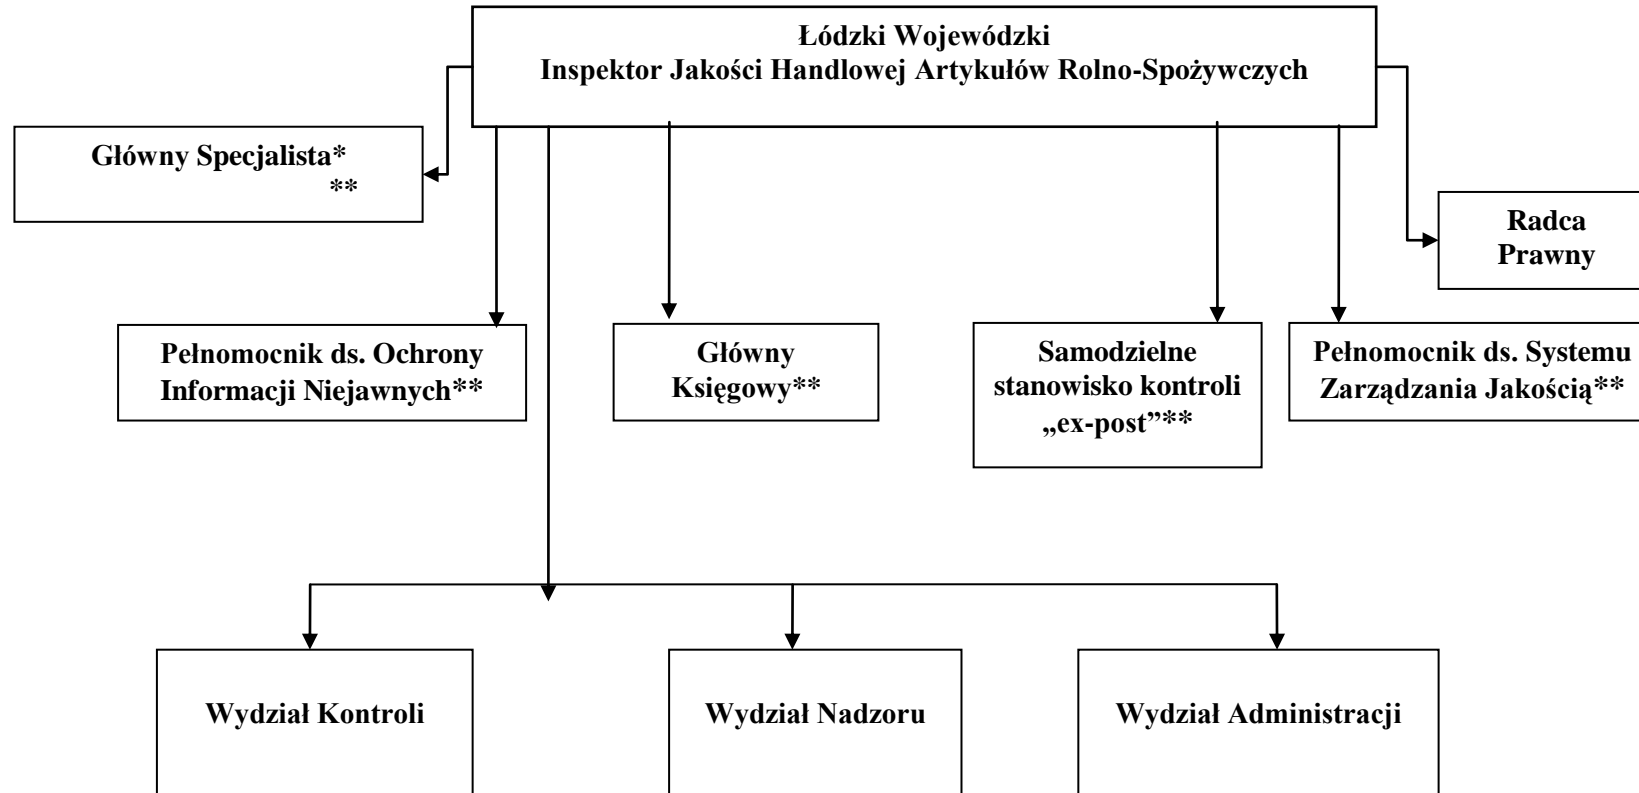 Łódzki Wojewódzki
Inspektor Jakości Handlowej Artykułów Rolno-Spożywczych
Główny Specjalista*
**
Radca
Prawny
Pełnomocnik ds. Ochrony
Informacji Niejawnych**
Główny
Księgowy**
Samodzielne
stanowisko kontroli
„ex-post”**
Pełnomocnik ds. Systemu
Zarządzania Jakością**
Wydział Kontroli
Wydział Nadzoru
Wydział Administracji